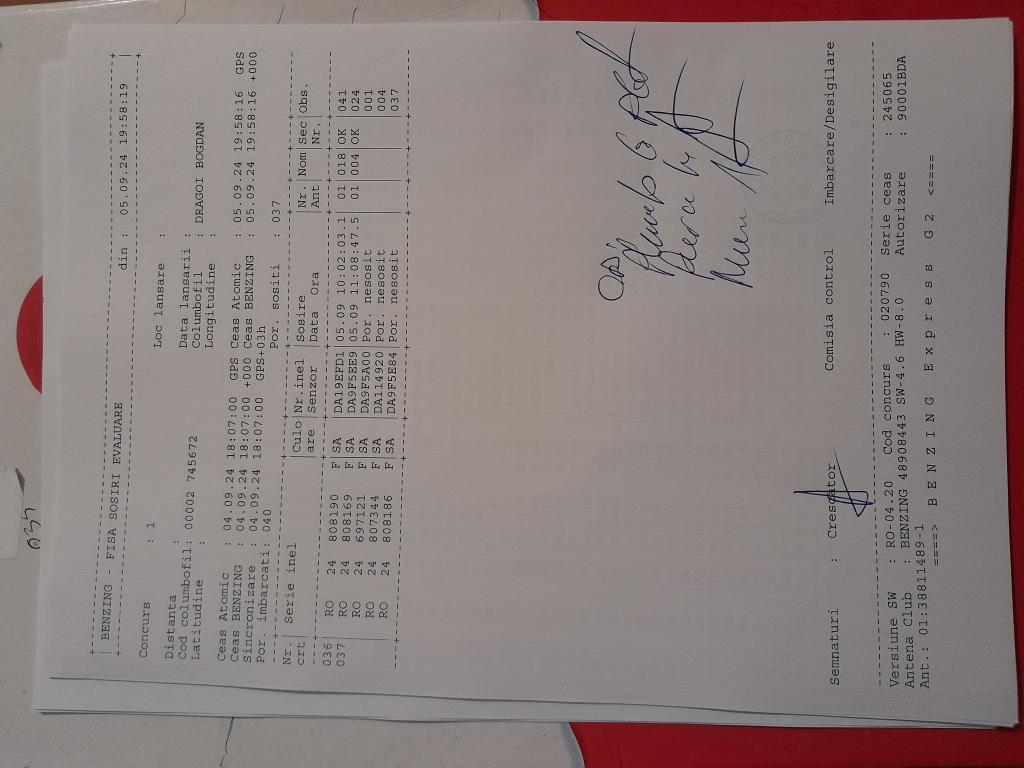 +-----------------------------------------------------------------+
| BENZING - FISA SOSIRI EVALUARE din : 05.09.24 19:58:19 |
+-----------------------------------------------------------------+
Concurs : 1 Loc lansare :
Distanta : Data lansarii :
Cod columbofil: 00002 745672 Columbofil : DRAGOI BOGDAN
Latitudine : Longitudine :
Ceas Atomic : 04.09.24 18:07:00 GPS Ceas Atomic : 05.09.24 19:58:16 GPS
Ceas BENZING : 04.09.24 18:07:00 +000 Ceas BENZING : 05.09.24 19:58:16 +000
Sincronizare : 04.09.24 18:07:00 GPS+03h
Por. imbarcati: 040 Por. sositi : 037
Nr.| Serie inel |Culo|Nr.inel |Sosire |Nr. |Nom|Sec|Obs.
crt| |are |Senzor |Data Ora |Ant | |Nr.|
036 RO 24 808190 F SA |DA19EFD1|05.09 10:02:03.1 01 018 OK |041
037 RO 24 808169 F SA |DA9F5EE9|05.09 11:08:47.5 01 004 OK |024
RO 24 697121 F SA |DA9F5A00|Por. nesosit |001
RO 24 807344 F SA |DA114920|Por. nesosit |004
RO 24 808186 F SA |DA9F5E84|Por. nesosit |037
Semnaturi : Crescator Comisia control Imbarcare/Desigilare
Versiune SW : RO-04.20 Cod concurs : 020790 Serie ceas : 245065
Antena Club : BENZING 48908443 SW-4.6 HW-8.0 Autorizare : 90001BDA
Ant.: 01:38811489-1
====> B E N Z I N G E x p r e s s G 2 <====